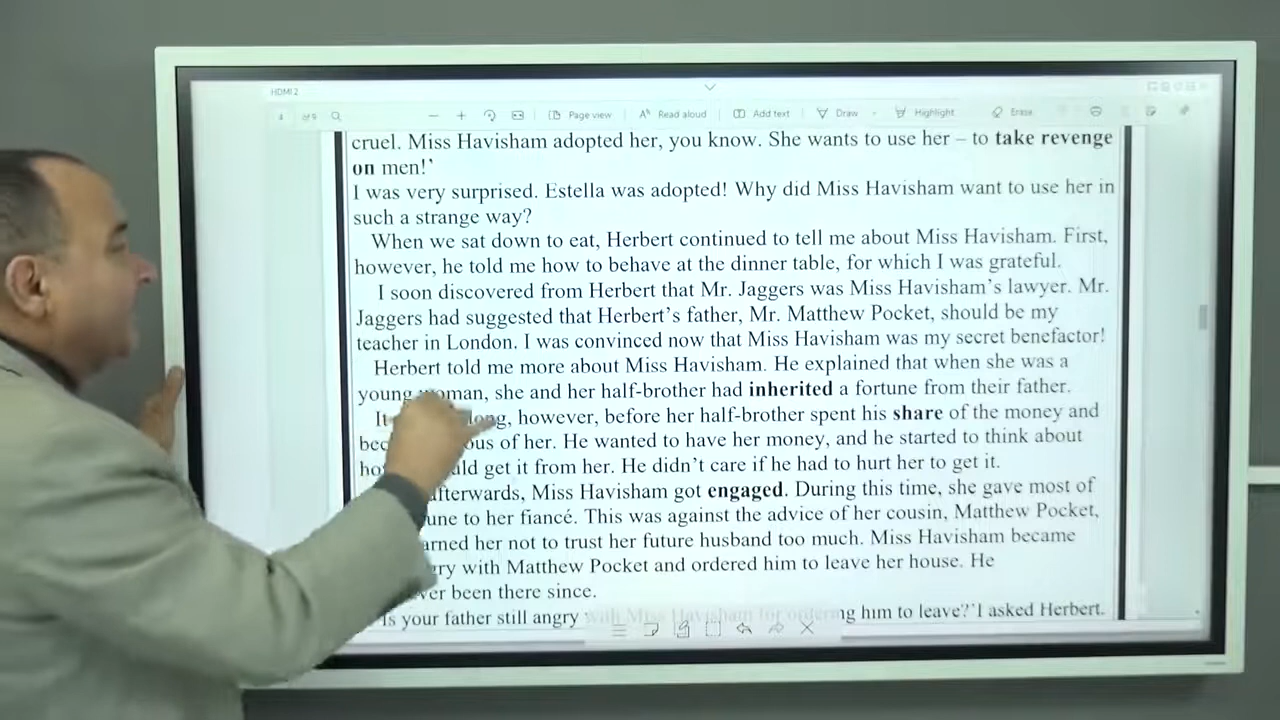 HDMI 2
4 of 9 Page view Read aloud Add text Draw Highlight Erase
cruel. Miss Havisham adopted her, you know. She wants to use her – to take revenge
on men!’
I was very surprised. Estella was adopted! Why did Miss Havisham want to use her in
such a strange way?
When we sat down to eat, Herbert continued to tell me about Miss Havisham. First,
however, he told me how to behave at the dinner table, for which I was grateful.
I soon discovered from Herbert that Mr. Jaggers was Miss Havisham’s lawyer. Mr.
Jaggers had suggested that Herbert’s father, Mr. Matthew Pocket, should be my
teacher in London. I was convinced now that Miss Havisham was my secret benefactor!
Herbert told me more about Miss Havisham. He explained that when she was a
young woman, she and her half-brother had inherited a fortune from their father.
It long, however, before her half-brother spent his share of the money and
of her. He wanted to have her money, and he started to think about
get it from her. He didn’t care if he had to hurt her to get it.
afterwards, Miss Havisham got engaged. During this time, she gave most of
to her fiancé. This was against the advice of her cousin, Matthew Pocket,
her not to trust her future husband too much. Miss Havisham became
with Matthew Pocket and ordered him to leave her house. He
been there since.
Is your father still angry with Miss Havisham for ordering him to leave?’ I asked Herbert.